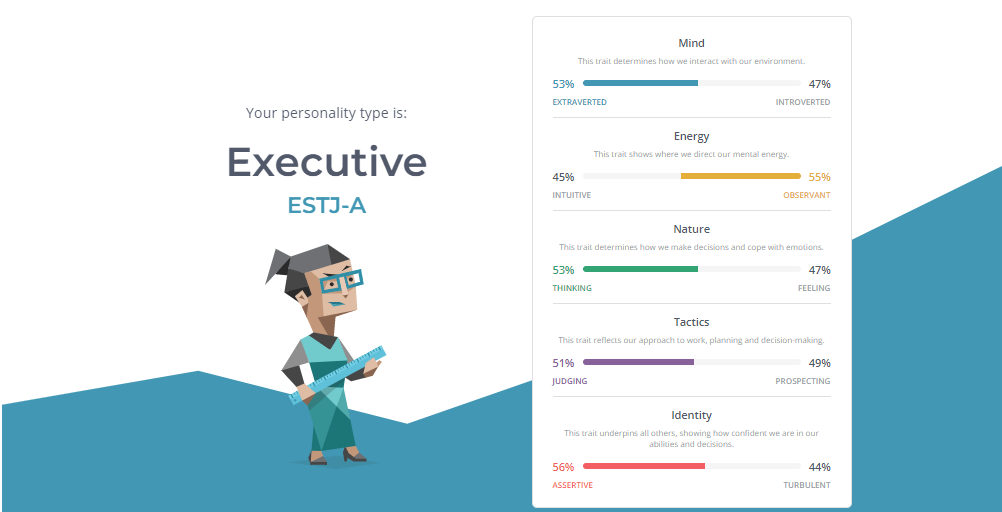 Your personality type is:
Executive
ESTJ-A
Mind
This trait determines how we interact with our environment.
53% 47%
EXTRAVERTED INTROVERTED
Energy
This trait shows where we direct our mental energy.
45% 55%
INTUITIVE OBSERVANT
Nature
This trait determines how we make decisions and cope with emotions.
53% 47%
THINKING FEELING
Tactics
This trait reflects our approach to work, planning and decision-making.
51% 49%
JUDGING PROSPECTING
Identity
This trait underpins all others, showing how confident we are in our
abilities and decisions.
56% 44%
ASSERTIVE TURBULENT